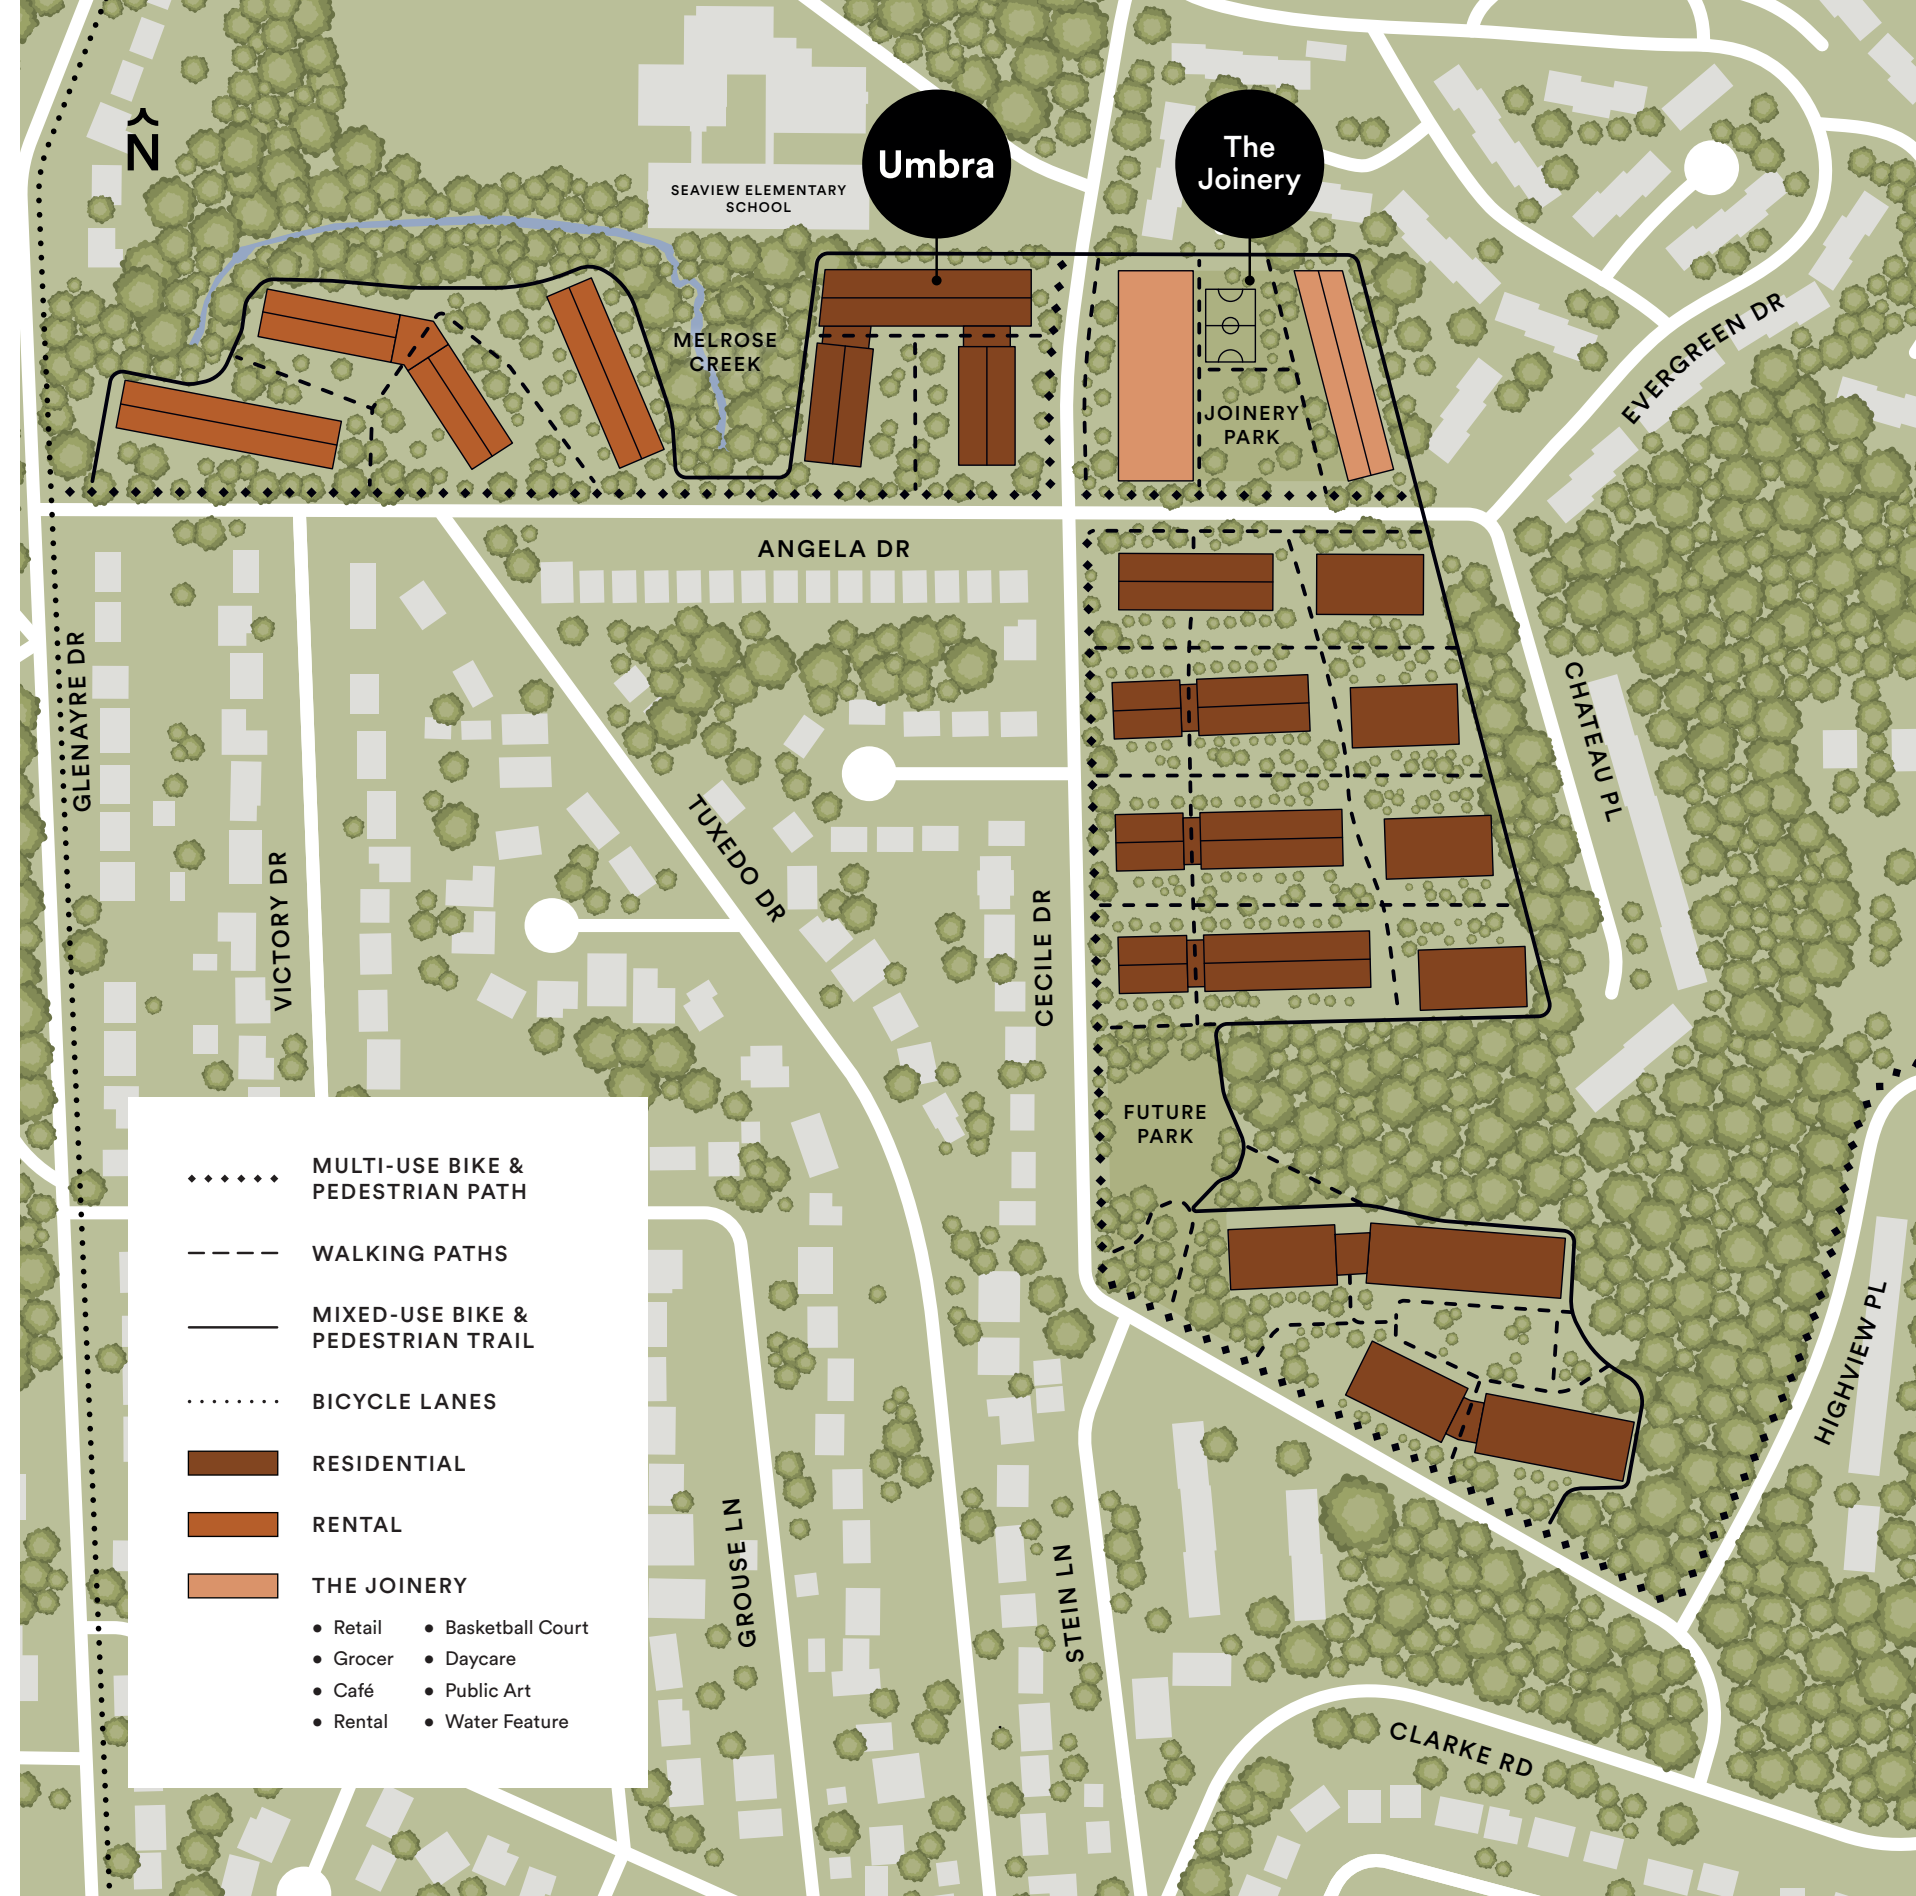 N
SEAVIEW ELEMENTARY
SCHOOL
Umbra
The
Joinery
MELROSE
CREEK
JOINERY
PARK
EVERGREEN DR
ANGELA DR
GLENAYRE DR
VICTORY DR
TUXEDO DR
CECILE DR
CHATEAU PL
FUTURE
PARK
HIGHVIEW PL
GROUSE LN
STEIN LN
CLARKE RD
MULTI-USE BIKE &
PEDESTRIAN PATH
WALKING PATHS
MIXED-USE BIKE &
PEDESTRIAN TRAIL
BICYCLE LANES
RESIDENTIAL
RENTAL
THE JOINERY
• Retail
• Grocer
• Café
• Rental
• Basketball Court
• Daycare
• Public Art
• Water Feature